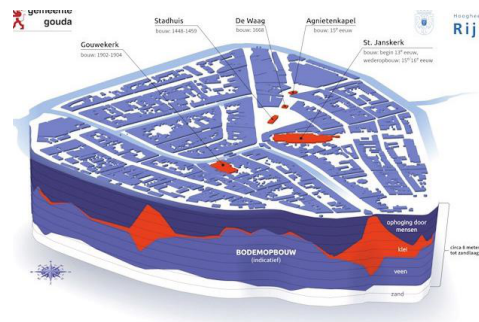 gemeente
gouda
Stadhuis
bouw: 1448-1450
De Waag
bouw: 1668
Agnietenkapel
bouw: 15e eeuw
Hooghee
Rij
Gouwekerk
bouw: 1902-1904
St. Janskerk
bouw: begin 13e eeuw,
wederopbouw: 15e 16e eeuw
ophoging door
mensen
klei
BODEMOPBOUW
(indicatief)
veen
zand
circa 6 mete
tot zandlaag